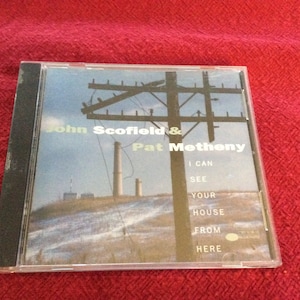 John Scofield &
Pat Metheny
I CAN
SEE
YOUR
HOUSE
FROM
HERE